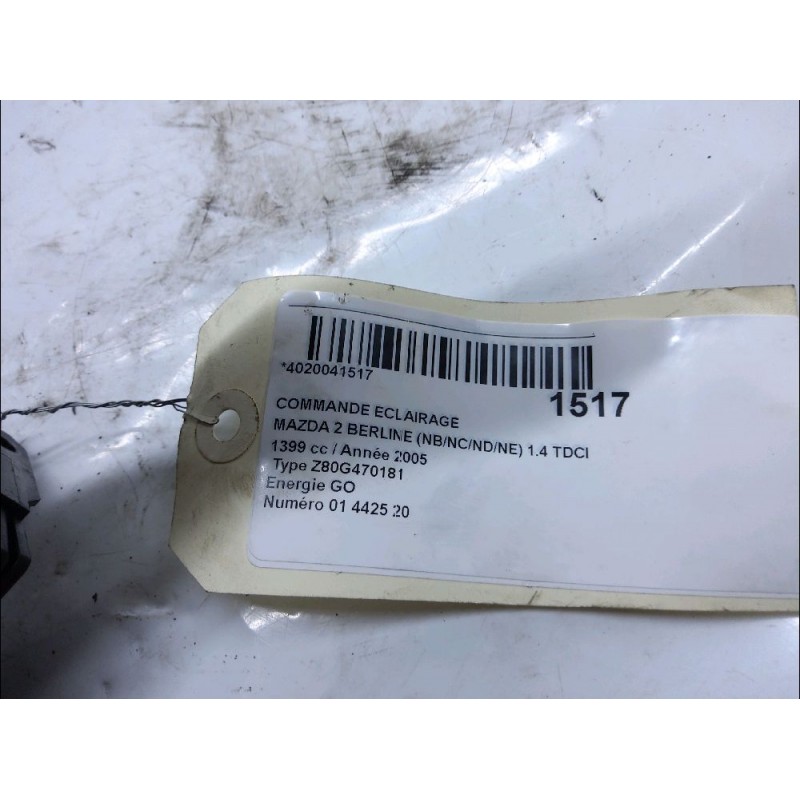 *4020041517
1517
COMMANDE ECLAIRAGE
MAZDA 2 BERLINE (NB/NC/ND/NE) 1.4 TDCI
1399 cc / Année 2005
Type Z80G470181
Energie GO
Numéro 01 4425 20